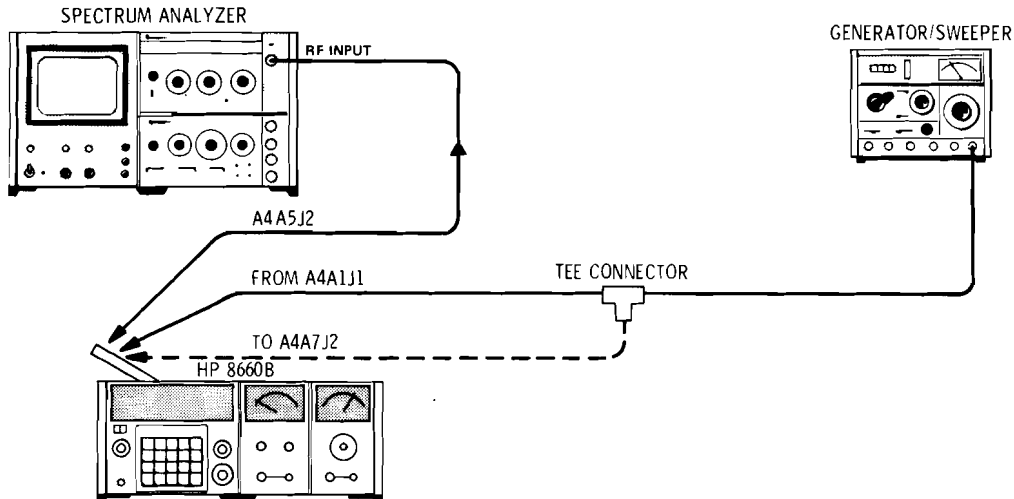 SPECTRUM ANALYZER
GENERATOR/SWEEPER
RF INPUT
A4A5J2
FROM A4A1J1
TEE CONNECTOR
TO A4A7J2
HP 8660B